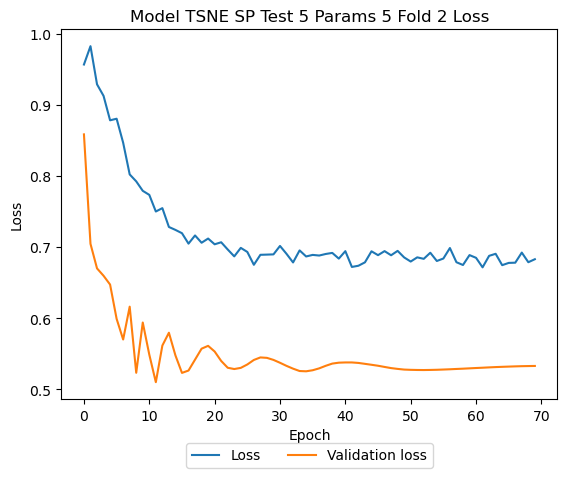 Model TSNE SP Test 5 Params 5 Fold 2 Loss
1.0
0.9
0.8
0.7
0.6
0.5
Loss
0 10 20 30 40 50 60 70
Epoch
Loss Validation loss